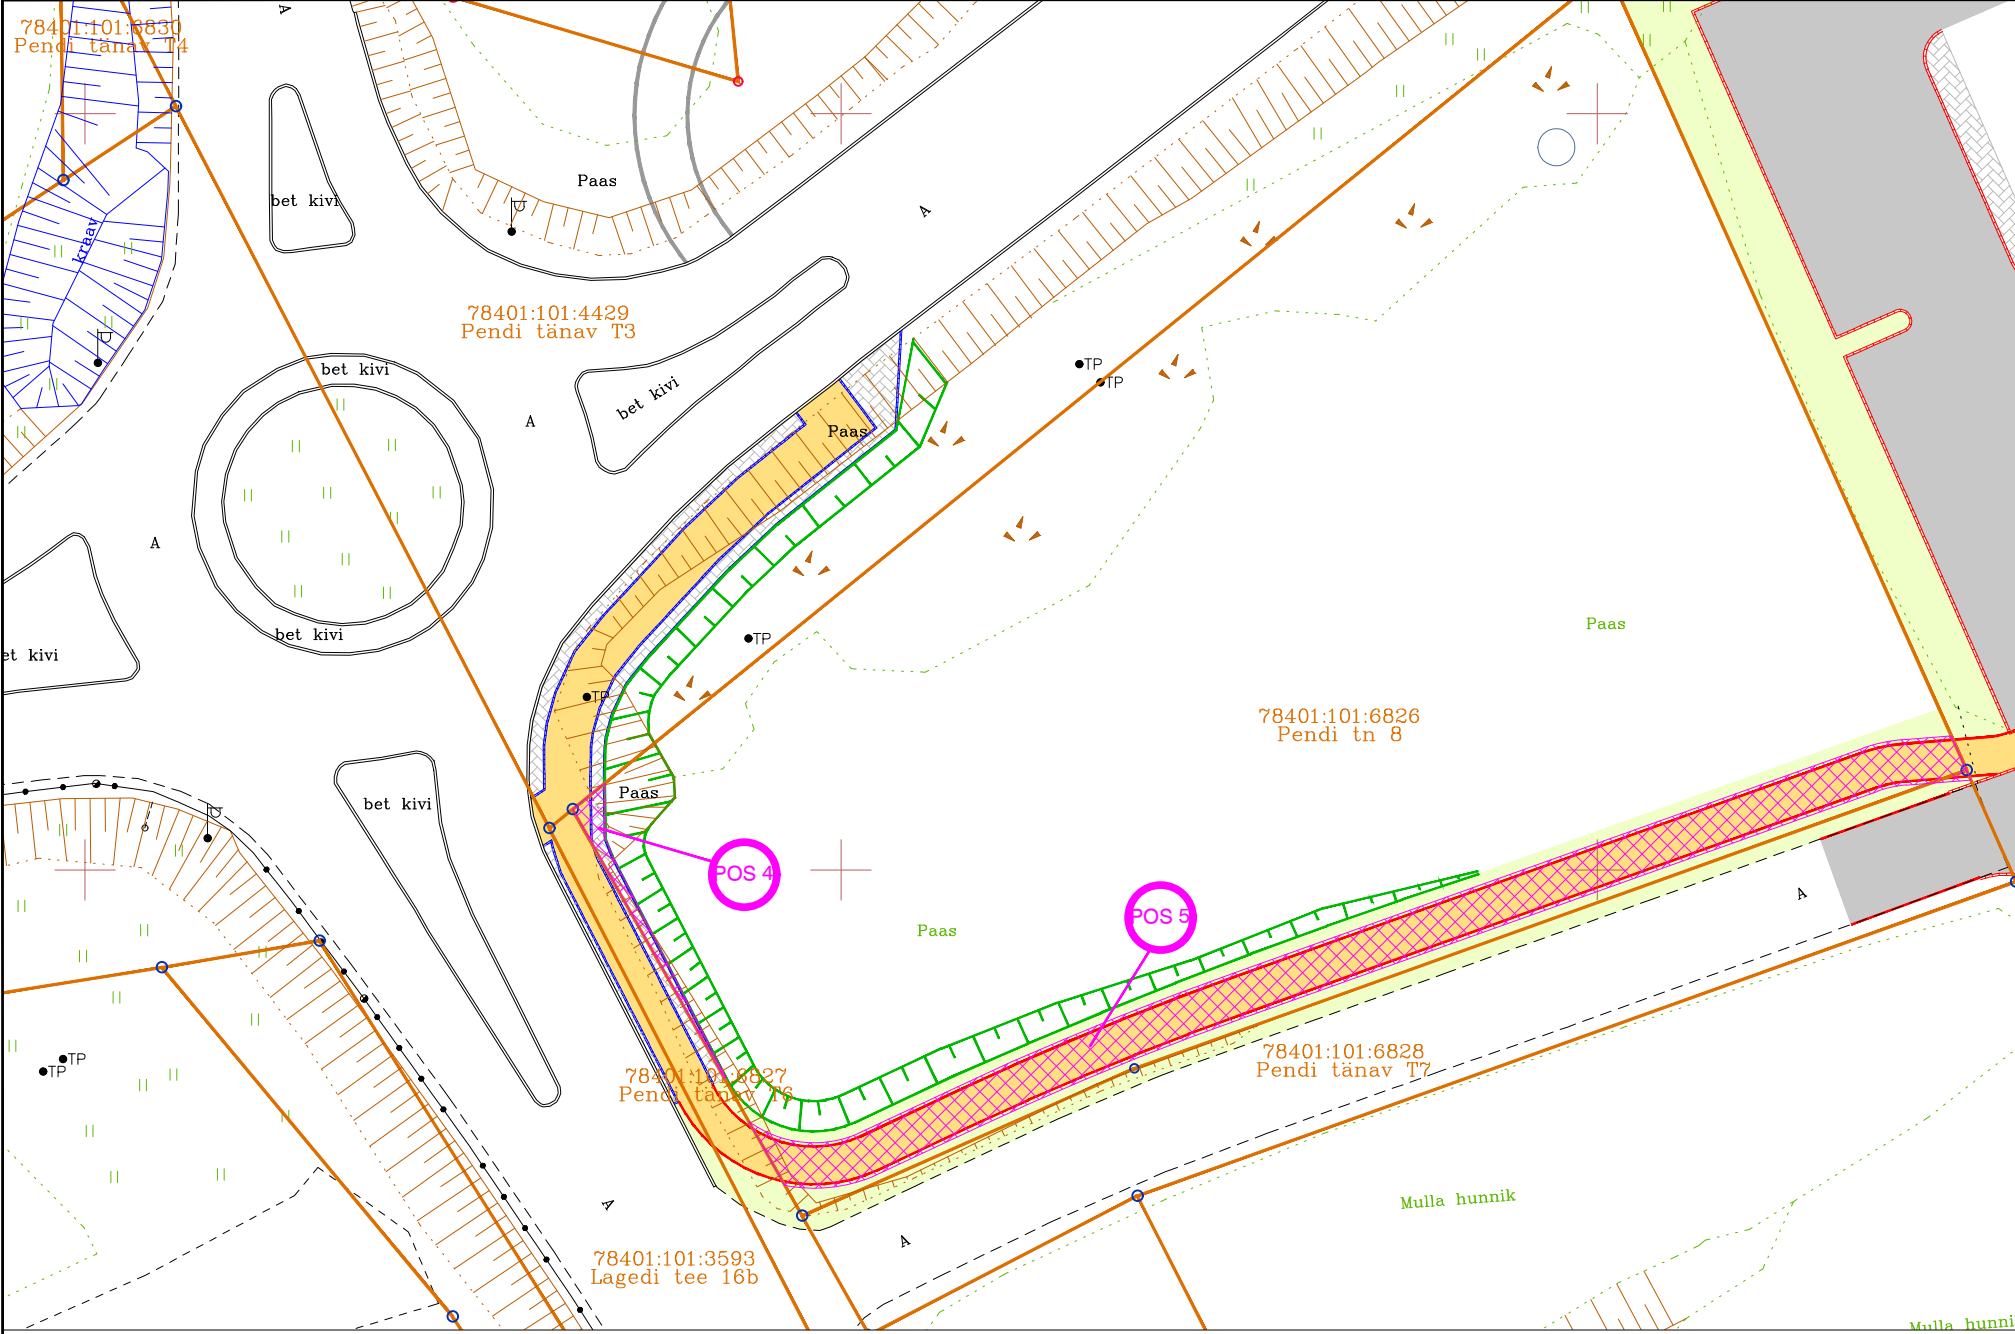 A
78401:101:6830
Pendi tänav T4
bet kivi
Paas
A
kraav
78401:101:4429
Pendi tänav T3
bet kivi
bet kivi
A
Paas
TP
TP
A
bet kivi
et kivi
TP
TP
Paas
78401:101:6826
Pendi tn 8
bet kivi
Paas
POS 4
POS 5
Paas
A
TP
TP
78401:101:6827
Pendi tänav T6
78401:101:6828
Pendi tänav T7
A
A
Mulla hunnik
78401:101:3593
Lagedi tee 16b
Mulla hunni